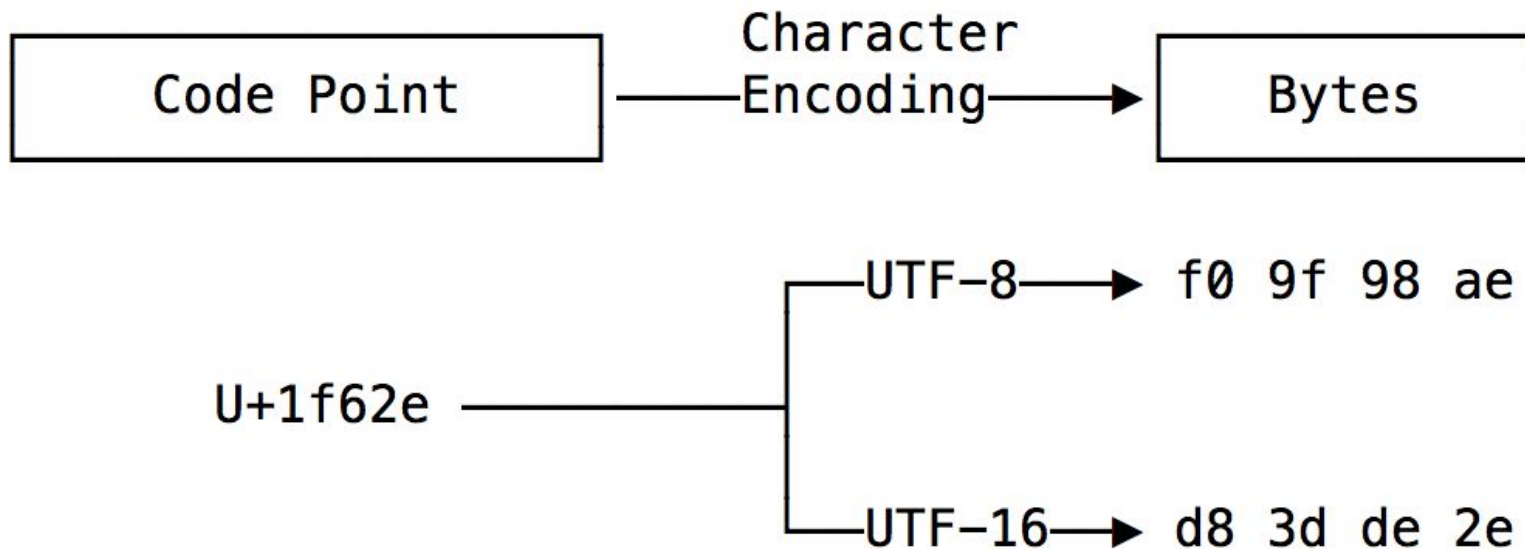 Code Point
Character
Encoding
Bytes
UTF-8
f0 9f 98 ae
U+1f62e
UTF-16
d8 3d de 2e